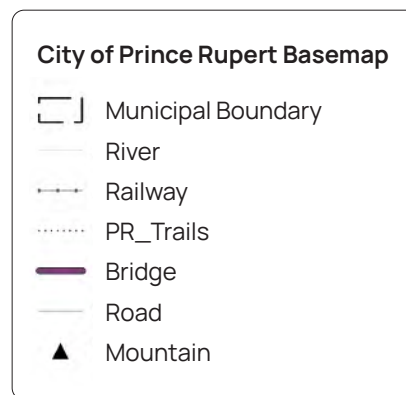 City of Prince Rupert Basemap
Municipal Boundary
River
Railway
PR_Trails
Bridge
Road
Mountain